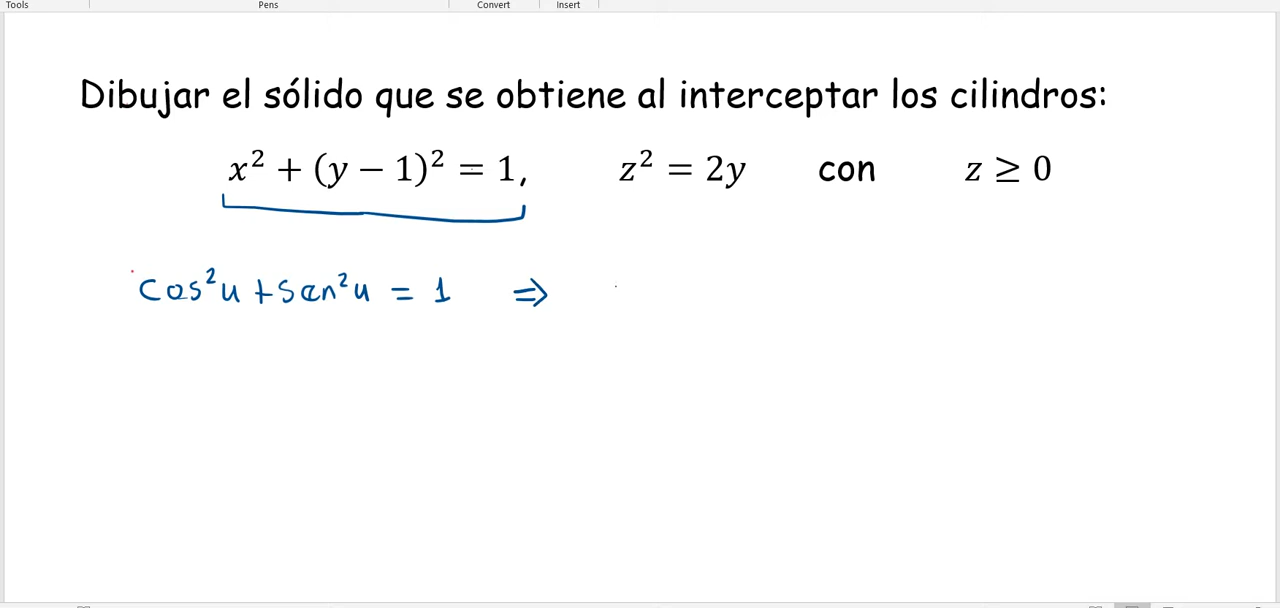 Tools Pens Convert Insert
Dibujar el sólido que se obtiene al interceptar los cilindros:
x² + (y − 1)² = 1, z² = 2y con z ≥ 0
cos²u + sen²u = 1 ⇒